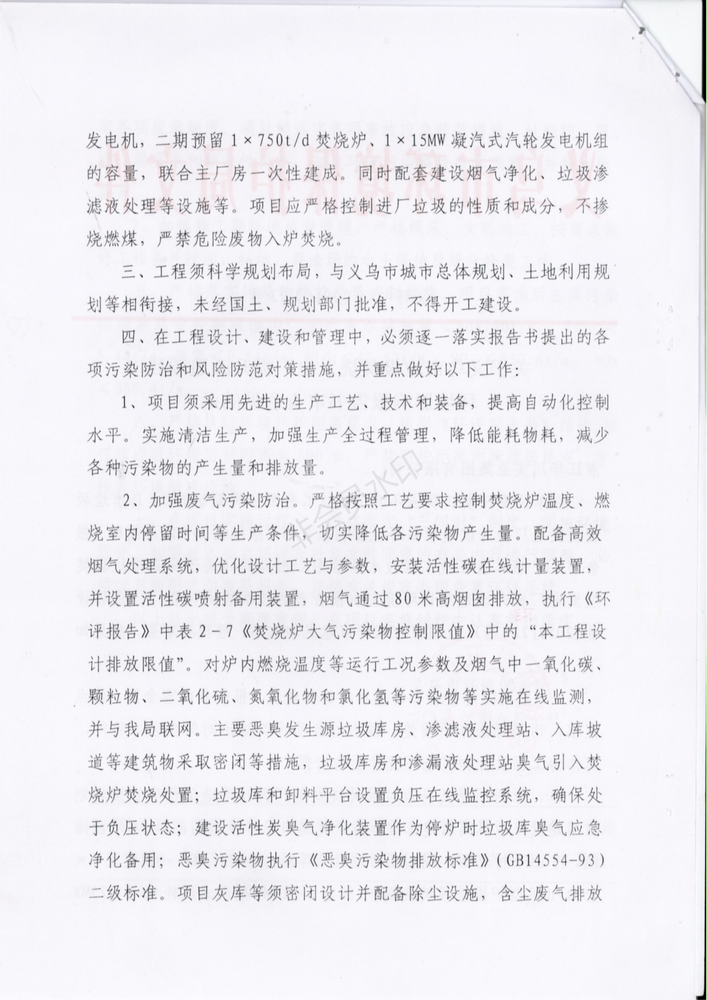 发电机，二期预留1×750t/d焚烧炉、1×15MW凝汽式汽轮发电机组
的容量，联合主厂房一次性建成。同时配套建设烟气净化、垃圾渗
滤液处理等设施等。项目应严格控制进厂垃圾的性质和成分，不掺
烧燃煤，严禁危险废物入炉焚烧。
三、工程须科学规划布局，与义乌市城市总体规划、土地利用规
划等相衔接，未经国土、规划部门批准，不得开工建设。
四、在工程设计、建设和管理中，必须逐一落实报告书提出的各
项污染防治和风险防范对策措施，并重点做好以下工作：
1、项目须采用先进的生产工艺、技术和装备，提高自动化控制
水平。实施清洁生产，加强生产全过程管理，降低能耗物耗，减少
各种污染物的产生量和排放量。
2、加强废气污染防治。严格按照工艺要求控制焚烧炉温度、燃
烧室内停留时间等生产条件，切实降低各污染物产生量。配备高效
烟气处理系统，优化设计工艺与参数，安装活性碳在线计量装置，
并设置活性碳喷射备用装置，烟气通过80米高烟囱排放，执行《环
评报告》中表2-7《焚烧炉大气污染物控制限值》中的“本工程设
计排放限值”。对炉内燃烧温度等运行工况参数及烟气中一氧化碳、
颗粒物、二氧化硫、氮氧化物和氯化氢等污染物等实施在线监测，
并与我局联网。主要恶臭发生源垃圾库房、渗滤液处理站、入库坡
道等建筑物采取密闭等措施，垃圾库房和渗漏液处理站臭气引入焚
烧炉焚烧处置；垃圾库和卸料平台设置负压在线监控系统，确保处
于负压状态；建设活性炭臭气净化装置作为停炉时垃圾库臭气应急
净化备用；恶臭污染物执行《恶臭污染物排放标准》(GB14554-93)
二级标准。项目灰库等须密闭设计并配备除尘设施，含尘废气排放
非会员水印